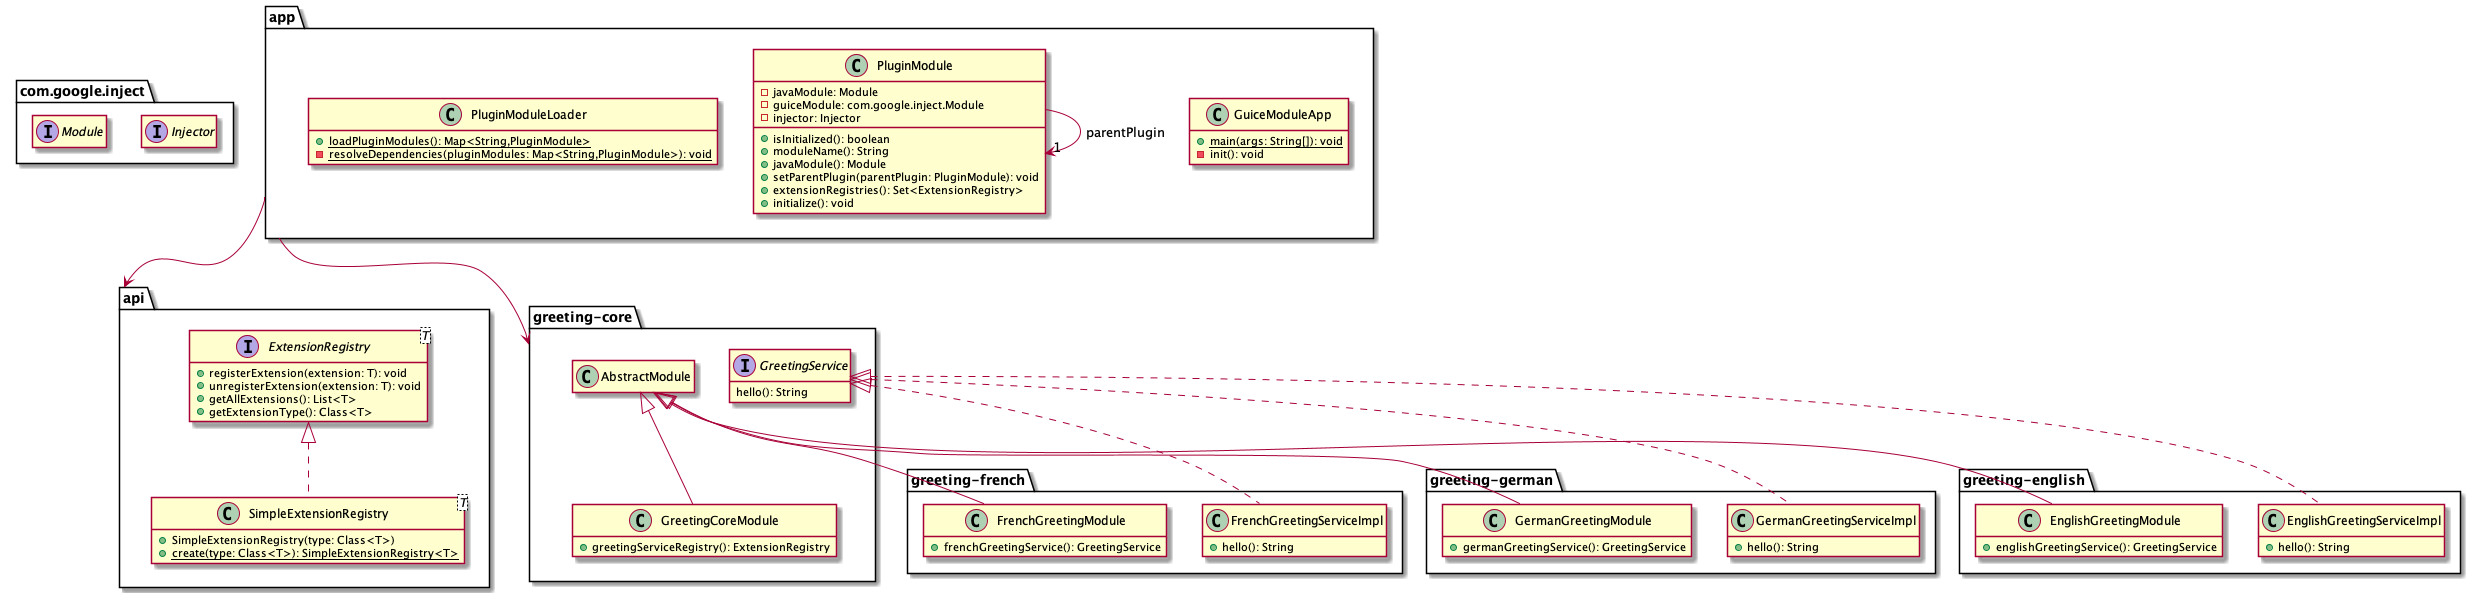 com.google.inject
I Module
I Injector
app
C PluginModuleLoader
loadPluginModules(): Map<String,PluginModule>
resolveDependencies(pluginModules: Map<String,PluginModule>): void
C PluginModule
javaModule: Module
guiceModule: com.google.inject.Module
injector: Injector
isInitialized(): boolean
moduleName(): String
javaModule(): Module
setParentPlugin(parentPlugin: PluginModule): void
extensionRegistries(): Set<ExtensionRegistry>
initialize(): void
parentPlugin
1
C GuiceModuleApp
main(args: String[]): void
init(): void
api
I ExtensionRegistry
T
registerExtension(extension: T): void
unregisterExtension(extension: T): void
getAllExtensions(): List<T>
getExtensionType(): Class<T>
C SimpleExtensionRegistry
T
SimpleExtensionRegistry(type: Class<T>)
create(type: Class<T>): SimpleExtensionRegistry<T>
greeting-core
C AbstractModule
I GreetingService
hello(): String
C GreetingCoreModule
greetingServiceRegistry(): ExtensionRegistry
greeting-french
C FrenchGreetingModule
frenchGreetingService(): GreetingService
C FrenchGreetingServiceImpl
hello(): String
greeting-german
C GermanGreetingModule
germanGreetingService(): GreetingService
C GermanGreetingServiceImpl
hello(): String
greeting-english
C EnglishGreetingModule
englishGreetingService(): GreetingService
C EnglishGreetingServiceImpl
hello(): String